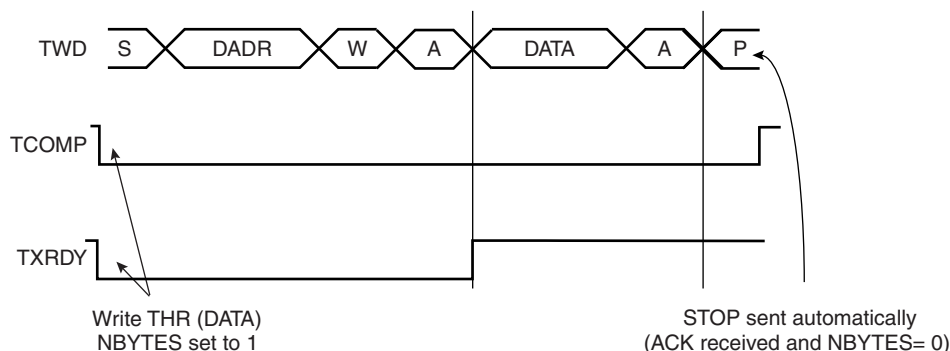 TWD S DADR W A DATA A P
TCOMP
TXRDY
Write THR (DATA)
NBYTES set to 1
STOP sent automatically
(ACK received and NBYTES= 0)